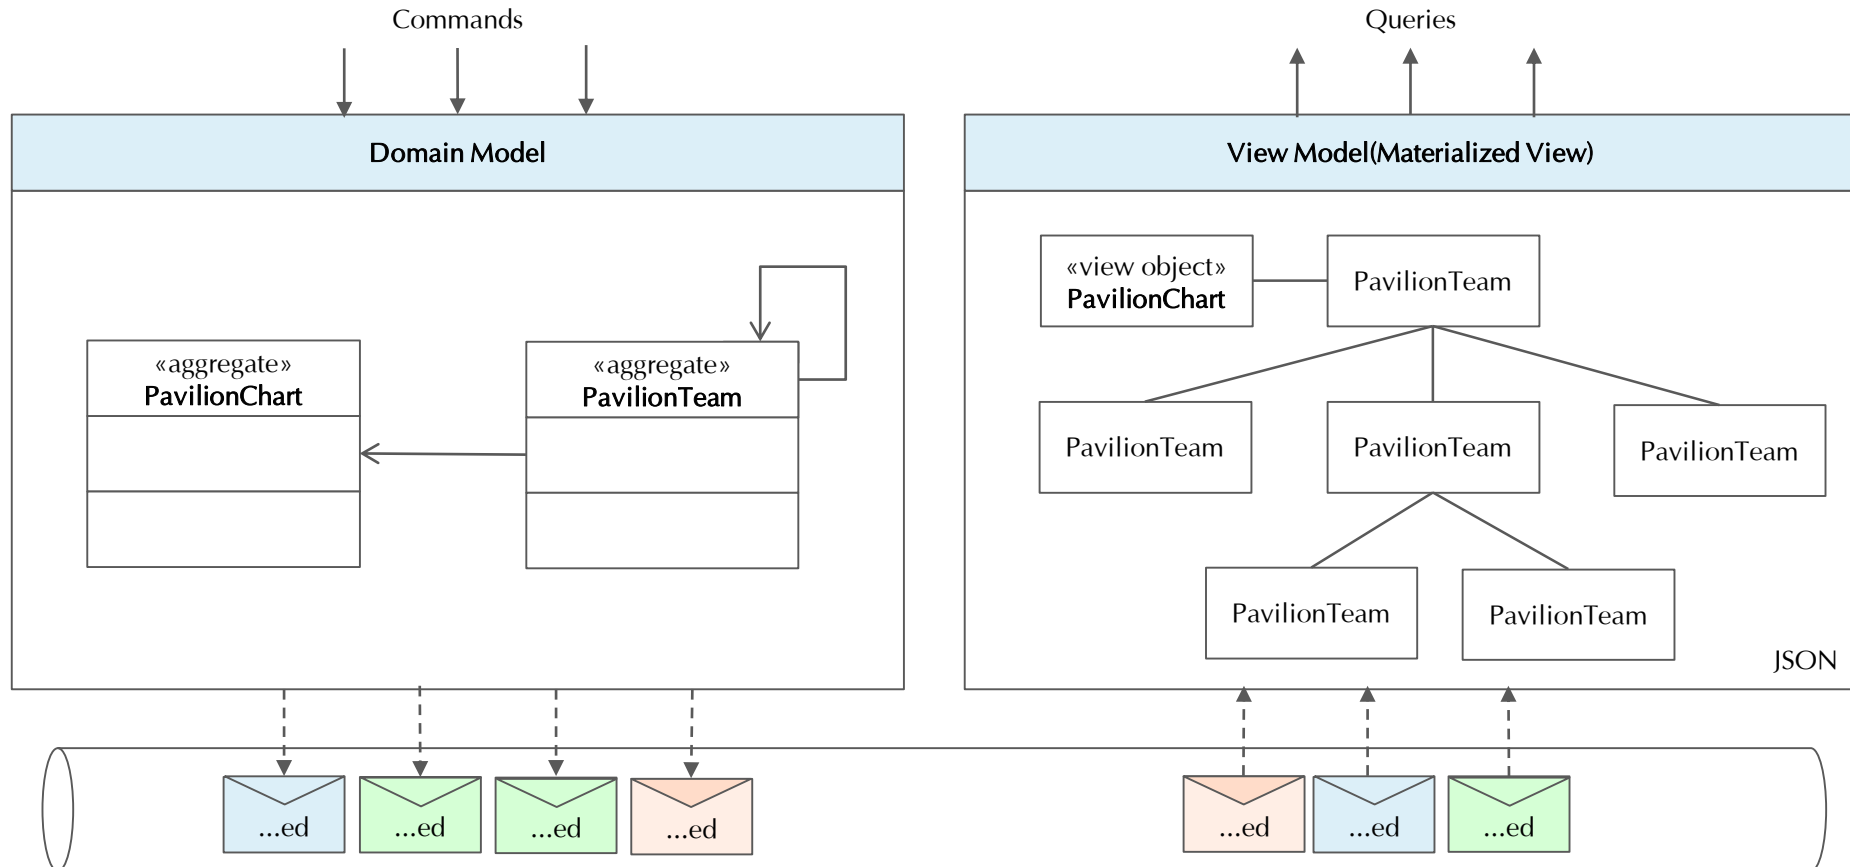 Commands
Queries
Domain Model
View Model(Materialized View)
«view object»
PavilionChart
PavilionTeam
«aggregate»
PavilionChart
«aggregate»
PavilionTeam
PavilionTeam
PavilionTeam
PavilionTeam
PavilionTeam
PavilionTeam
JSON
...ed
...ed
...ed
...ed
...ed
...ed
...ed